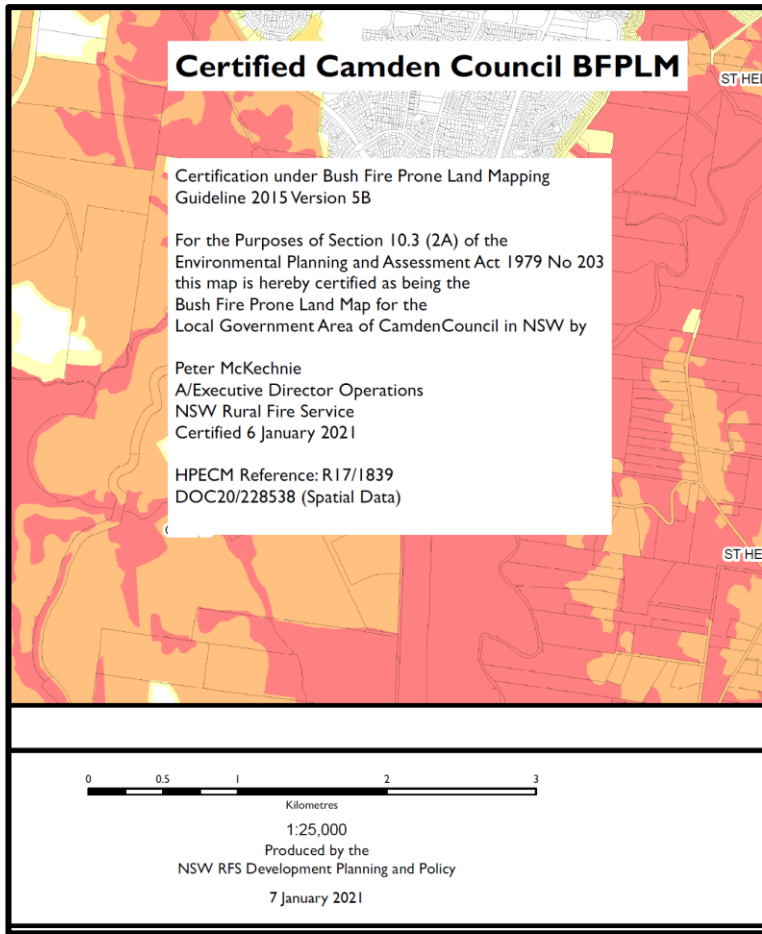 Certified Camden Council BFPLM
ST HE
Certification under Bush Fire Prone Land Mapping
Guideline 2015 Version 5B
For the Purposes of Section 10.3 (2A) of the
Environmental Planning and Assessment Act 1979 No 203
this map is hereby certified as being the
Bush Fire Prone Land Map for the
Local Government Area of CamdenCouncil in NSW by
Peter McKechnie
A/Executive Director Operations
NSW Rural Fire Service
Certified 6 January 2021
HPECM Reference: R17/1839
DOC20/228538 (Spatial Data)
ST HE
0 0.5 1 2 3
Kilometres
1:25,000
Produced by the
NSW RFS Development Planning and Policy
7 January 2021